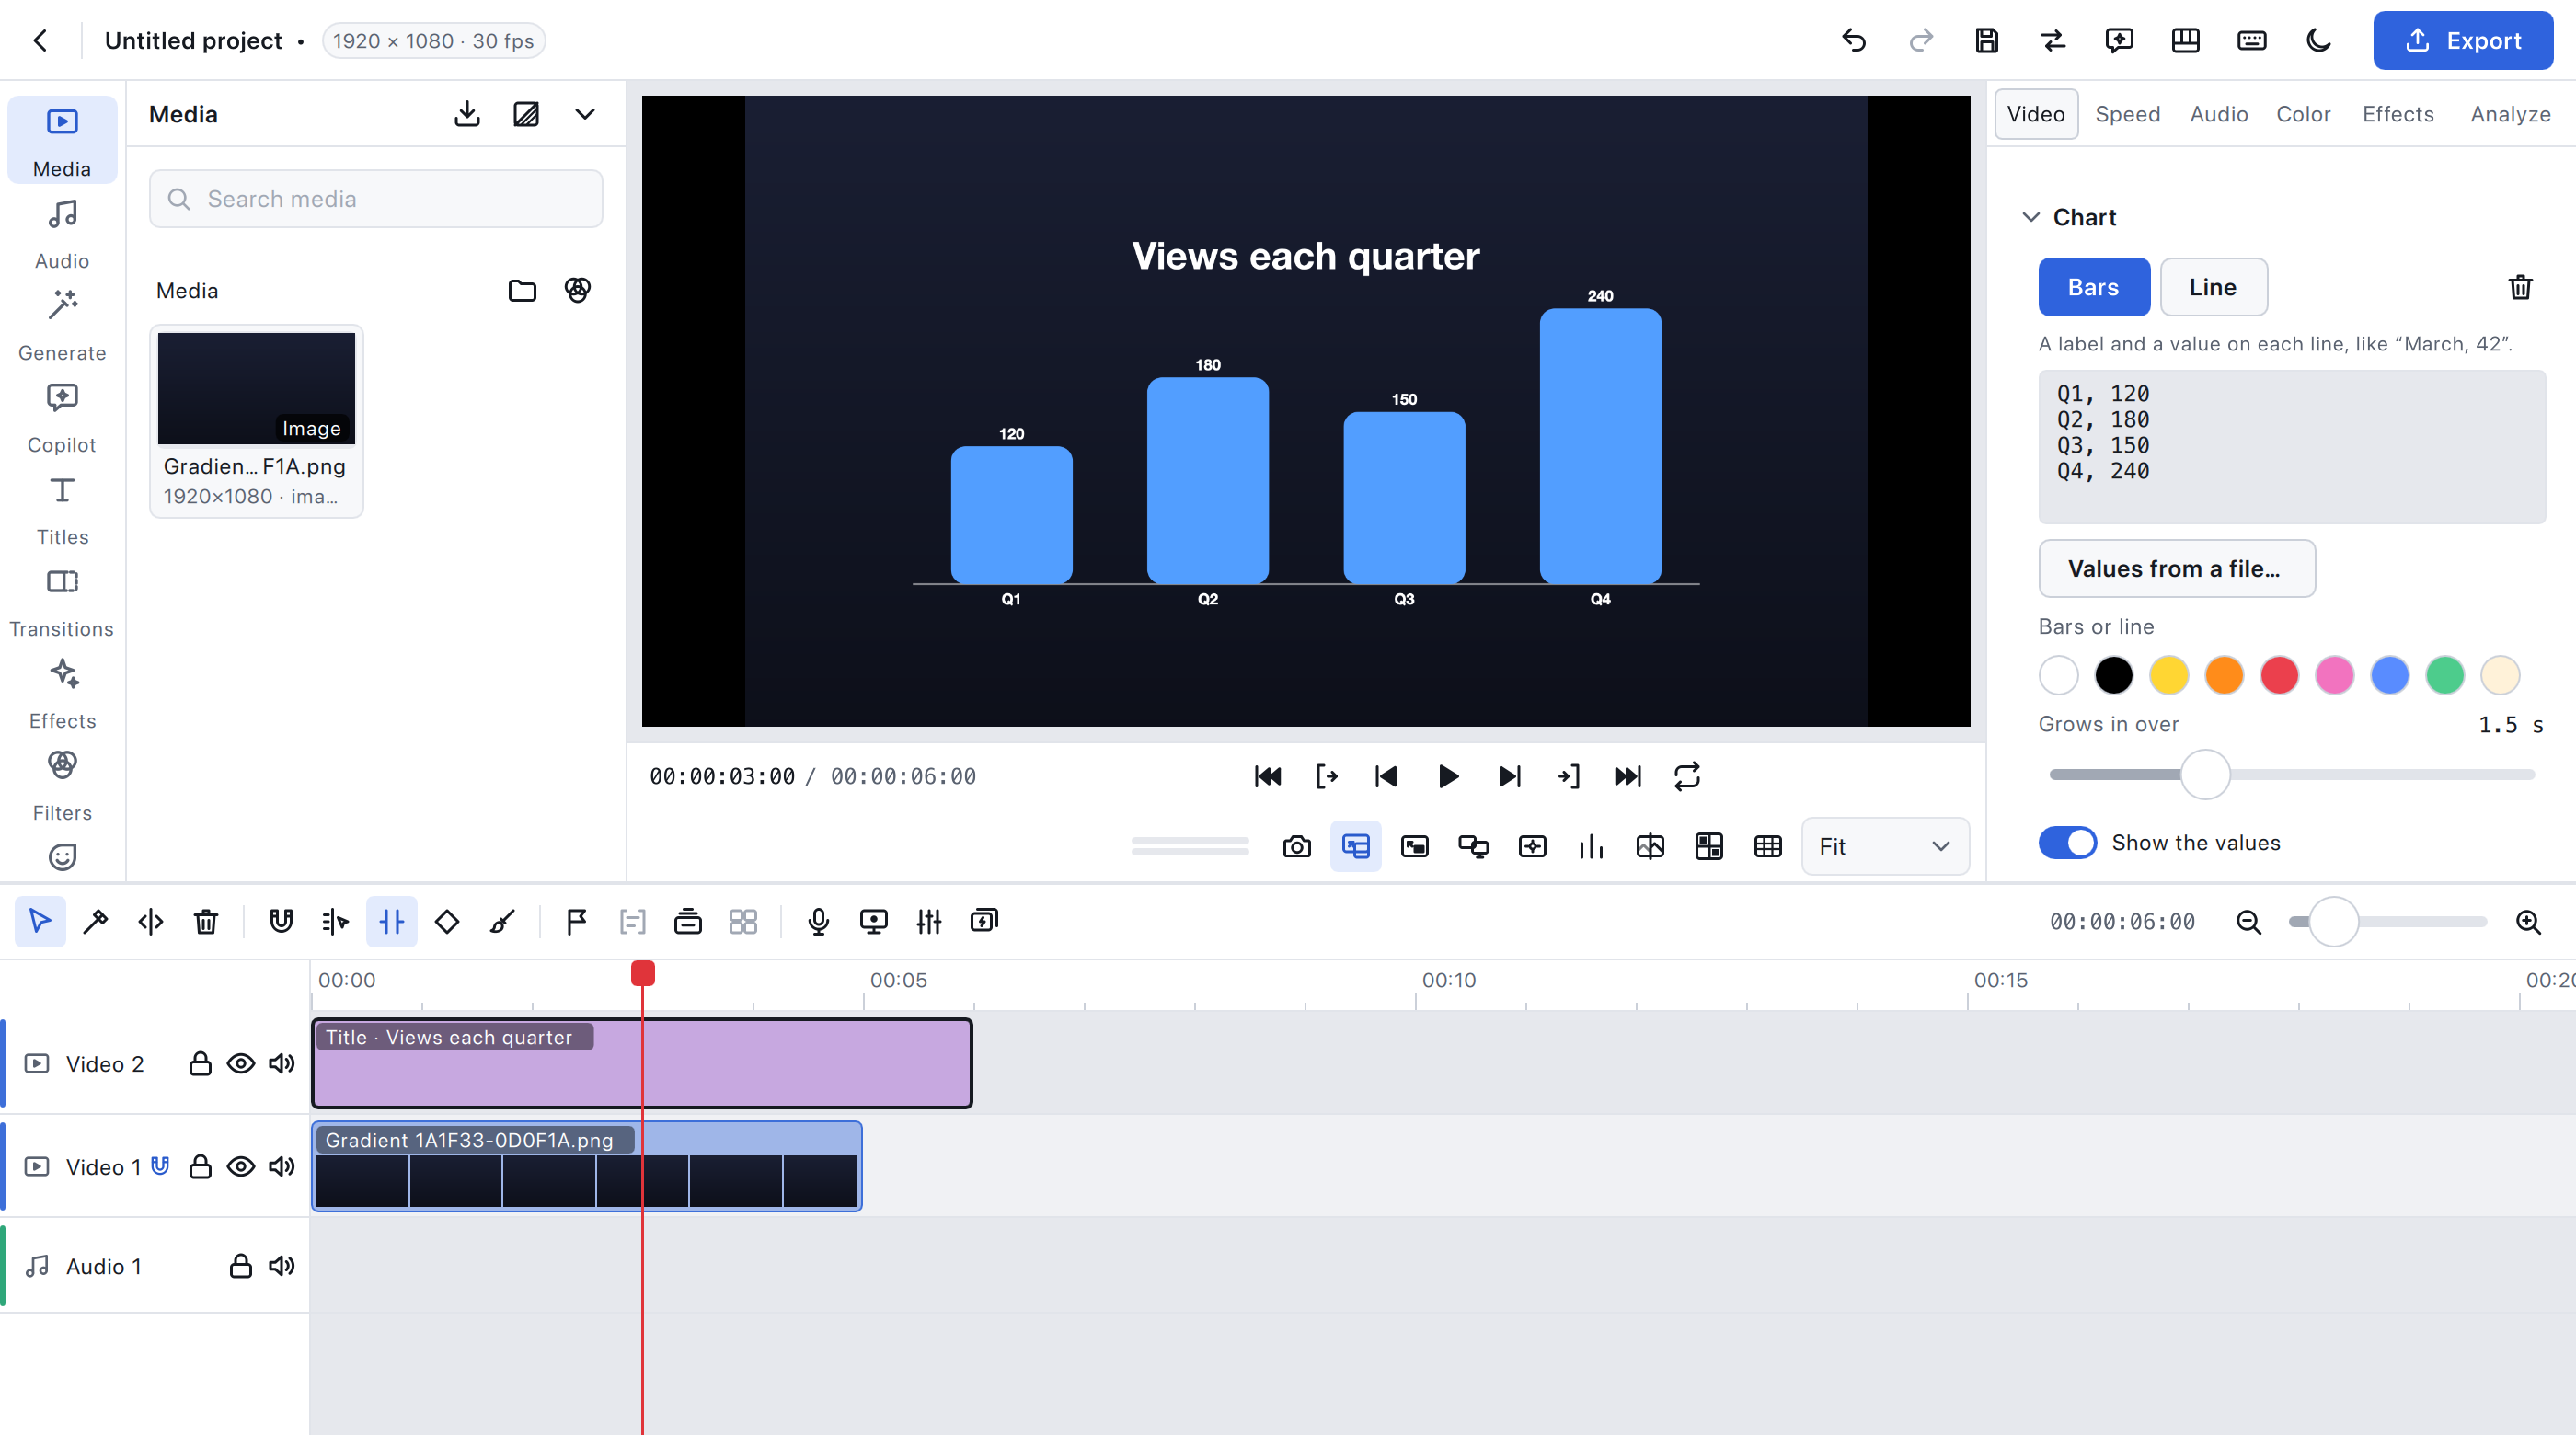 Untitled project •
1920 × 1080 · 30 fps
Export
Media
Audio
Generate
Copilot
Titles
Transitions
Effects
Filters
Media
Search media
Media
Image
Gradien… F1A.png
1920×1080 · ima…
Views each quarter
120
180
150
240
Q1
Q2
Q3
Q4
00:00:03:00 / 00:00:06:00
Fit
Video
Speed
Audio
Color
Effects
Analyze
Chart
Bars
Line
A label and a value on each line, like “March, 42”.
Q1, 120
Q2, 180
Q3, 150
Q4, 240
Values from a file…
Bars or line
Grows in over
1.5 s
Show the values
00:00:06:00
00:00
00:05
00:10
00:15
00:20
Video 2
Title · Views each quarter
Video 1
Gradient 1A1F33-0D0F1A.png
Audio 1